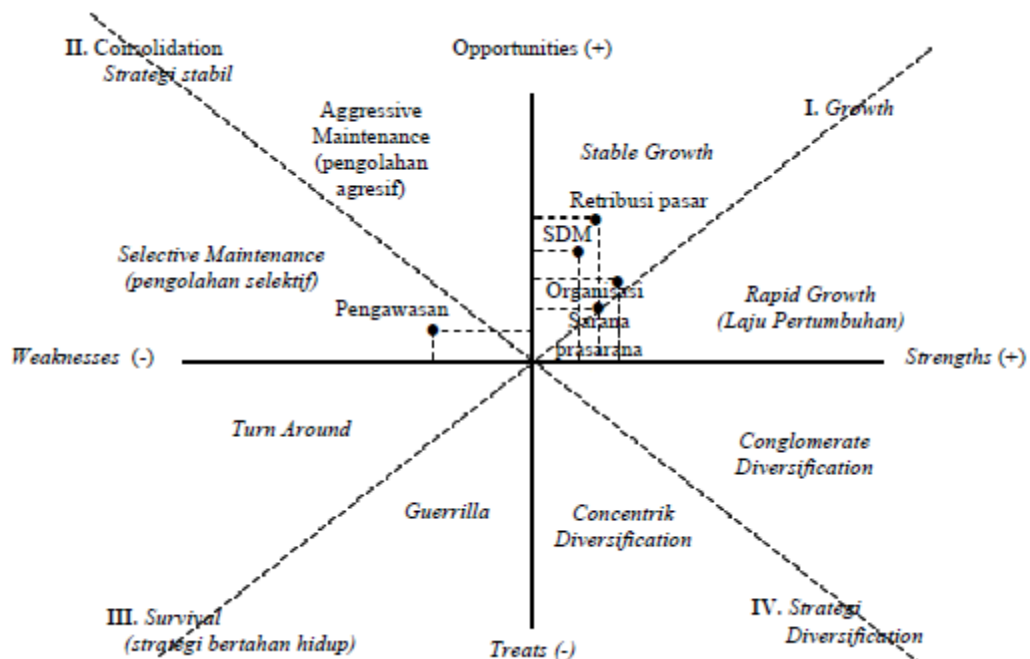 II. Consolidation
Strategi stabil
Opportunities (+)
I. Growth
Aggressive
Maintenance
(pengolahan
agresif)
Stable Growth
Retribusi pasar
SDM
Selective Maintenance
(pengolahan selektif)
Pengawasan
Organisasi
Sarana
prasarana
Rapid Growth
(Laju Pertumbuhan)
Weaknesses (-)
Strengths (+)
Turn Around
Conglomerate
Diversification
Guerrilla
Concentrik
Diversification
III. Survival
(strategi bertahan hidup)
IV. Strategi
Diversification
Treats (-)